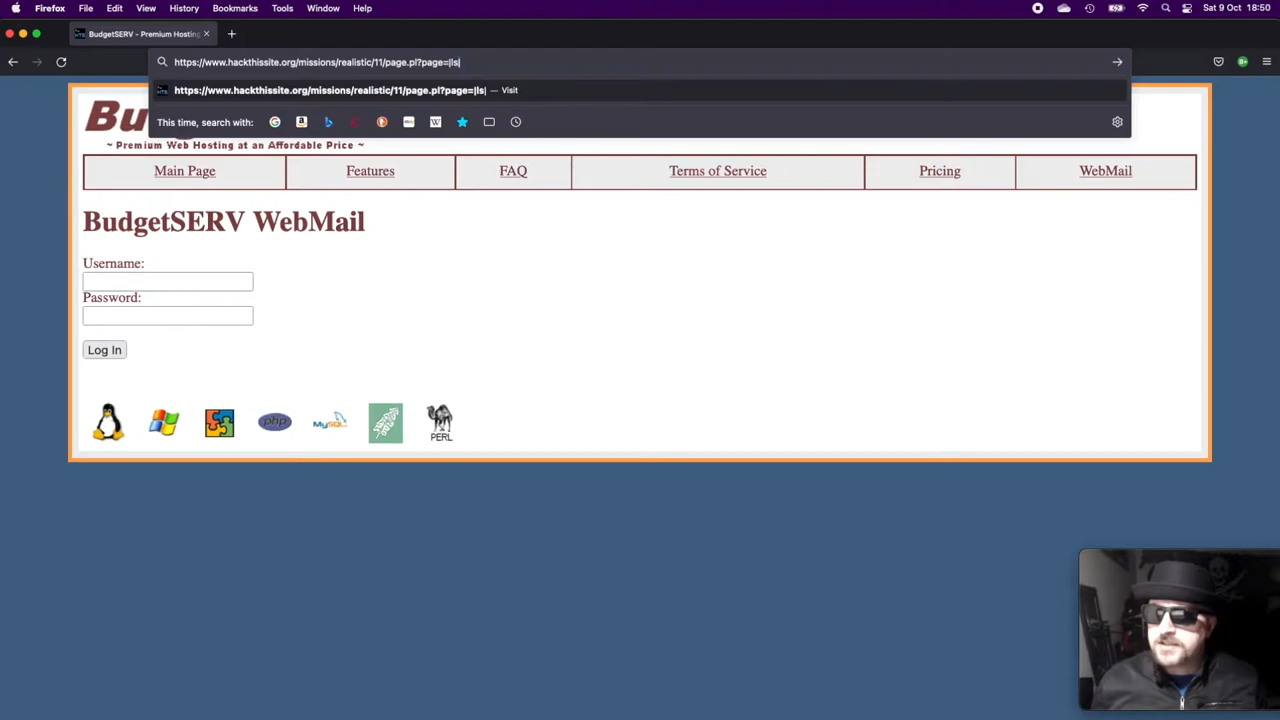 Firefox File Edit View History Bookmarks Tools Window Help Sat 9 Oct 18:50
BudgetSERV - Premium Hosting
https://www.hackthissite.org/missions/realistic/11/page.pl?page=|ls|
https://www.hackthissite.org/missions/realistic/11/page.pl?page=|ls| — Visit
This time, search with:
~ Premium Web Hosting at an Affordable Price ~
Main Page Features FAQ Terms of Service Pricing WebMail
BudgetSERV WebMail
Username:
Password:
Log In
php MySQL PERL